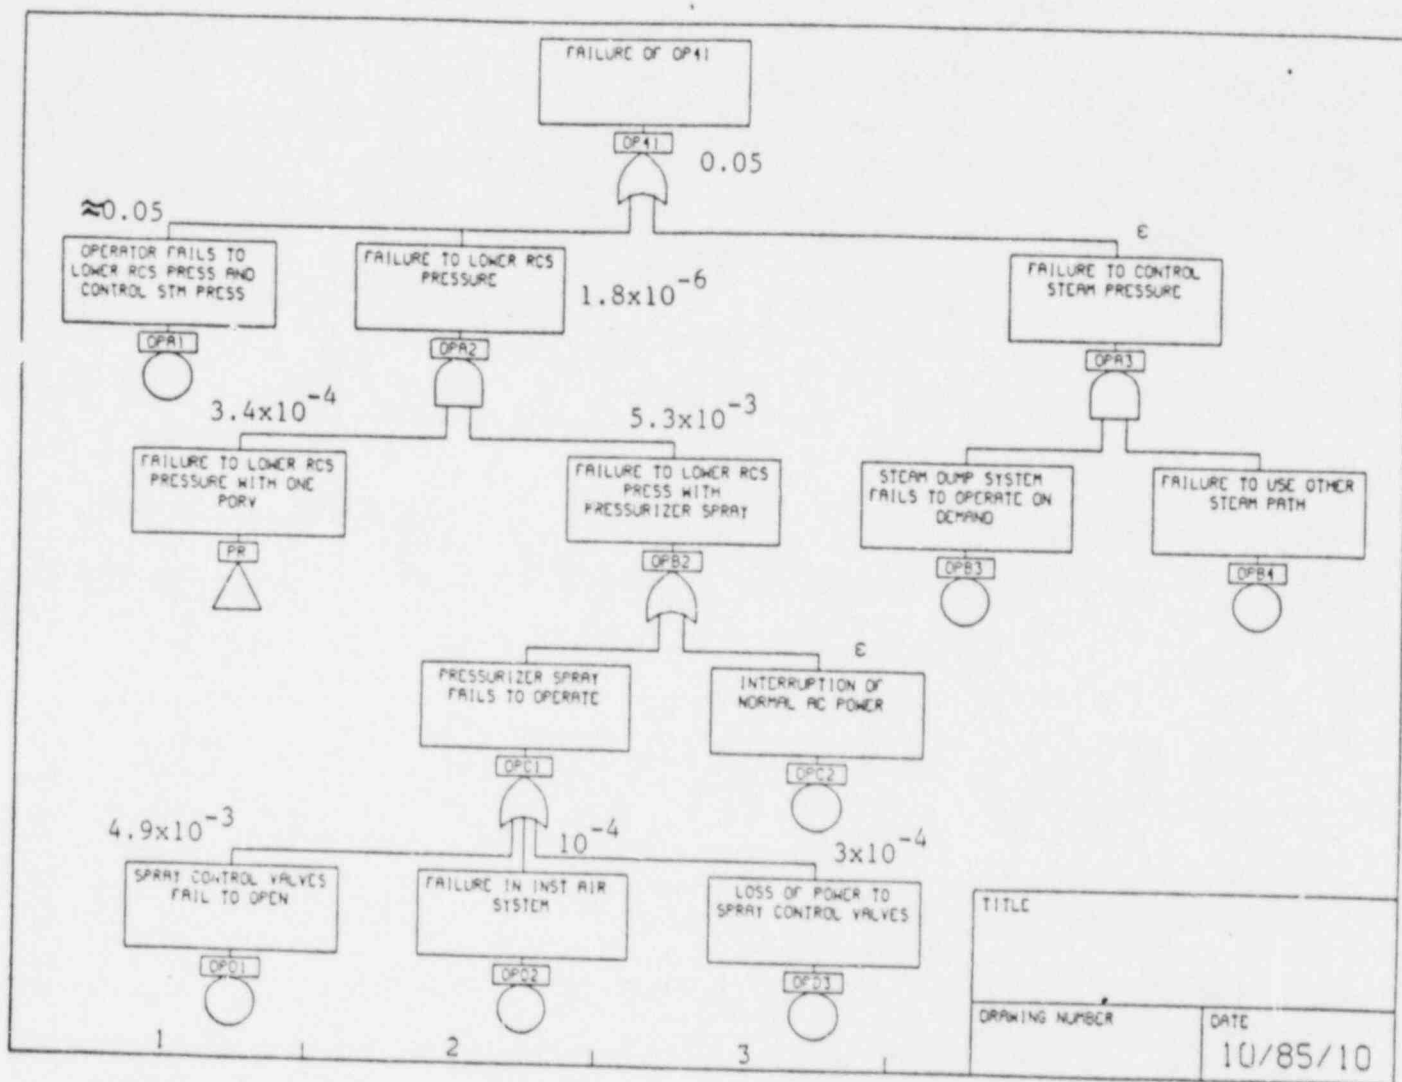 FAILURE OF OP41
OP41
0.05
≈0.05
ε
OPERATOR FAILS TO
LOWER RCS PRESS AND
CONTROL STM PRESS
OPA1
FAILURE TO LOWER RCS
PRESSURE
OPA2
1.8x10⁻⁶
FAILURE TO CONTROL
STEAM PRESSURE
OPA3
3.4x10⁻⁴
5.3x10⁻³
FAILURE TO LOWER RCS
PRESSURE WITH ONE
PORV
PR
FAILURE TO LOWER RCS
PRESS WITH
PRESSURIZER SPRAY
OPB2
STEAM DUMP SYSTEM
FAILS TO OPERATE ON
DEMAND
OPB3
FAILURE TO USE OTHER
STEAM PATH
OPB4
ε
PRESSURIZER SPRAY
FAILS TO OPERATE
OPC1
INTERRUPTION OF
NORMAL AC POWER
OPC2
4.9x10⁻³
10⁻⁴
3x10⁻⁴
SPRAY CONTROL VALVES
FAIL TO OPEN
OPD1
FAILURE IN INST AIR
SYSTEM
OPD2
LOSS OF POWER TO
SPRAY CONTROL VALVES
OPD3
TITLE
DRAWING NUMBER
DATE
10/85/10
1
2
3